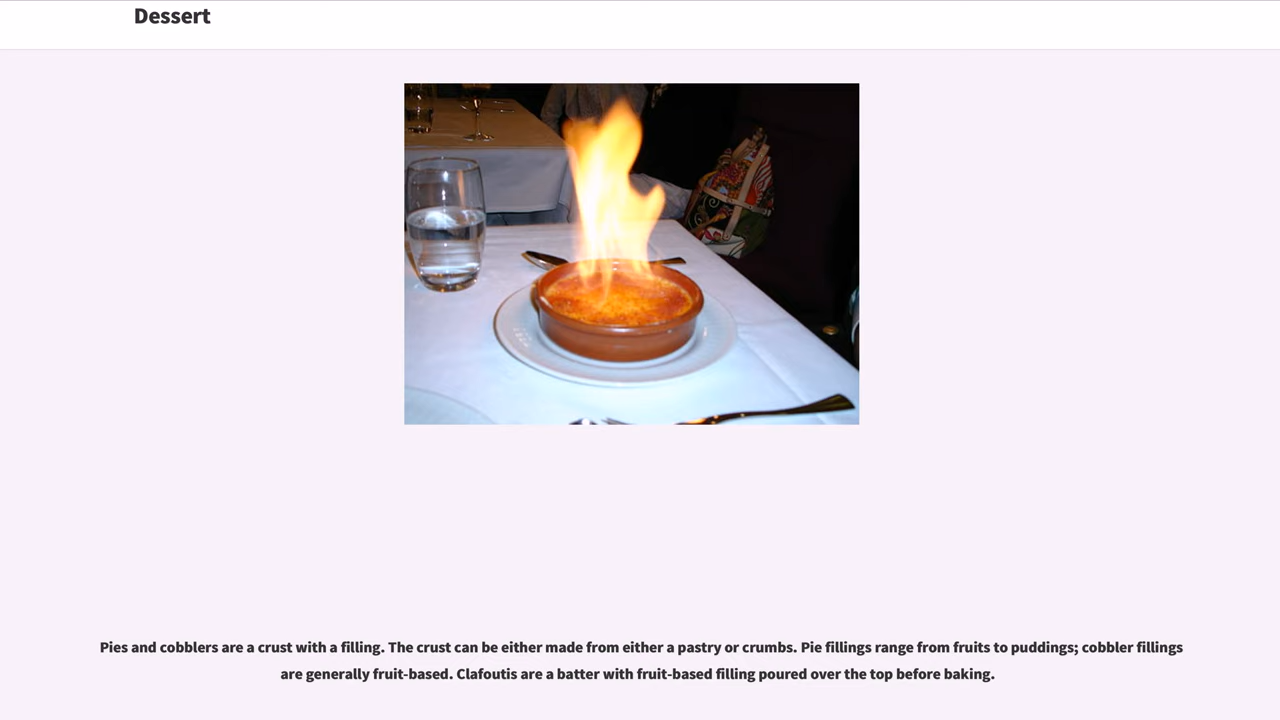 Dessert
Pies and cobblers are a crust with a filling. The crust can be either made from either a pastry or crumbs. Pie fillings range from fruits to puddings; cobbler fillings
are generally fruit-based. Clafoutis are a batter with fruit-based filling poured over the top before baking.